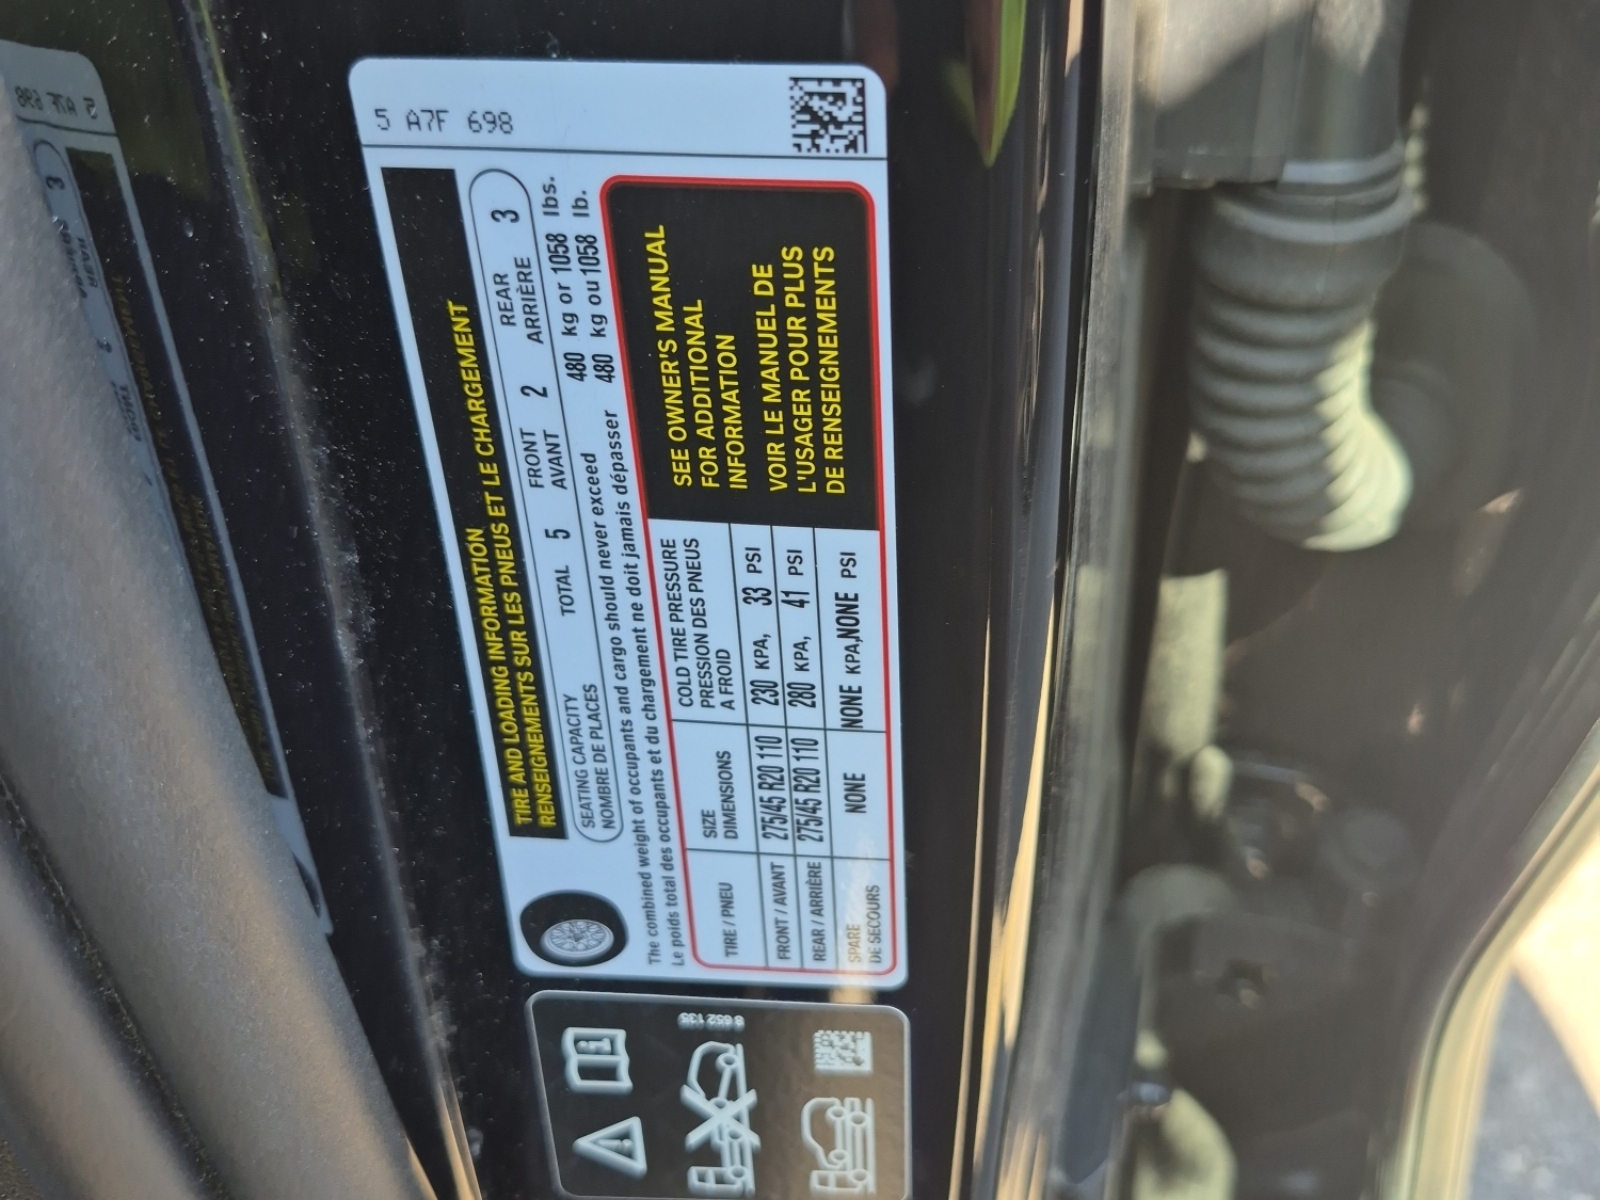 5 A7F 698
TIRE AND LOADING INFORMATION
RENSEIGNEMENTS SUR LES PNEUS ET LE CHARGEMENT
SEATING CAPACITY TOTAL 5 FRONT 2 REAR 3
NOMBRE DE PLACES AVANT ARRIÈRE
The combined weight of occupants and cargo should never exceed 480 kg or 1058 lbs.
Le poids total des occupants et du chargement ne doit jamais dépasser 480 kg ou 1058 lb.
TIRE / PNEU SIZE DIMENSIONS COLD TIRE PRESSURE PRESSION DES PNEUS A FROID
FRONT / AVANT 275/45 R20 110 230 KPA, 33 PSI
REAR / ARRIÈRE 275/45 R20 110 280 KPA, 41 PSI
SPARE DE SECOURS NONE NONE KPA,NONE PSI
SEE OWNER'S MANUAL
FOR ADDITIONAL
INFORMATION
VOIR LE MANUEL DE
L'USAGER POUR PLUS
DE RENSEIGNEMENTS
8 652 135